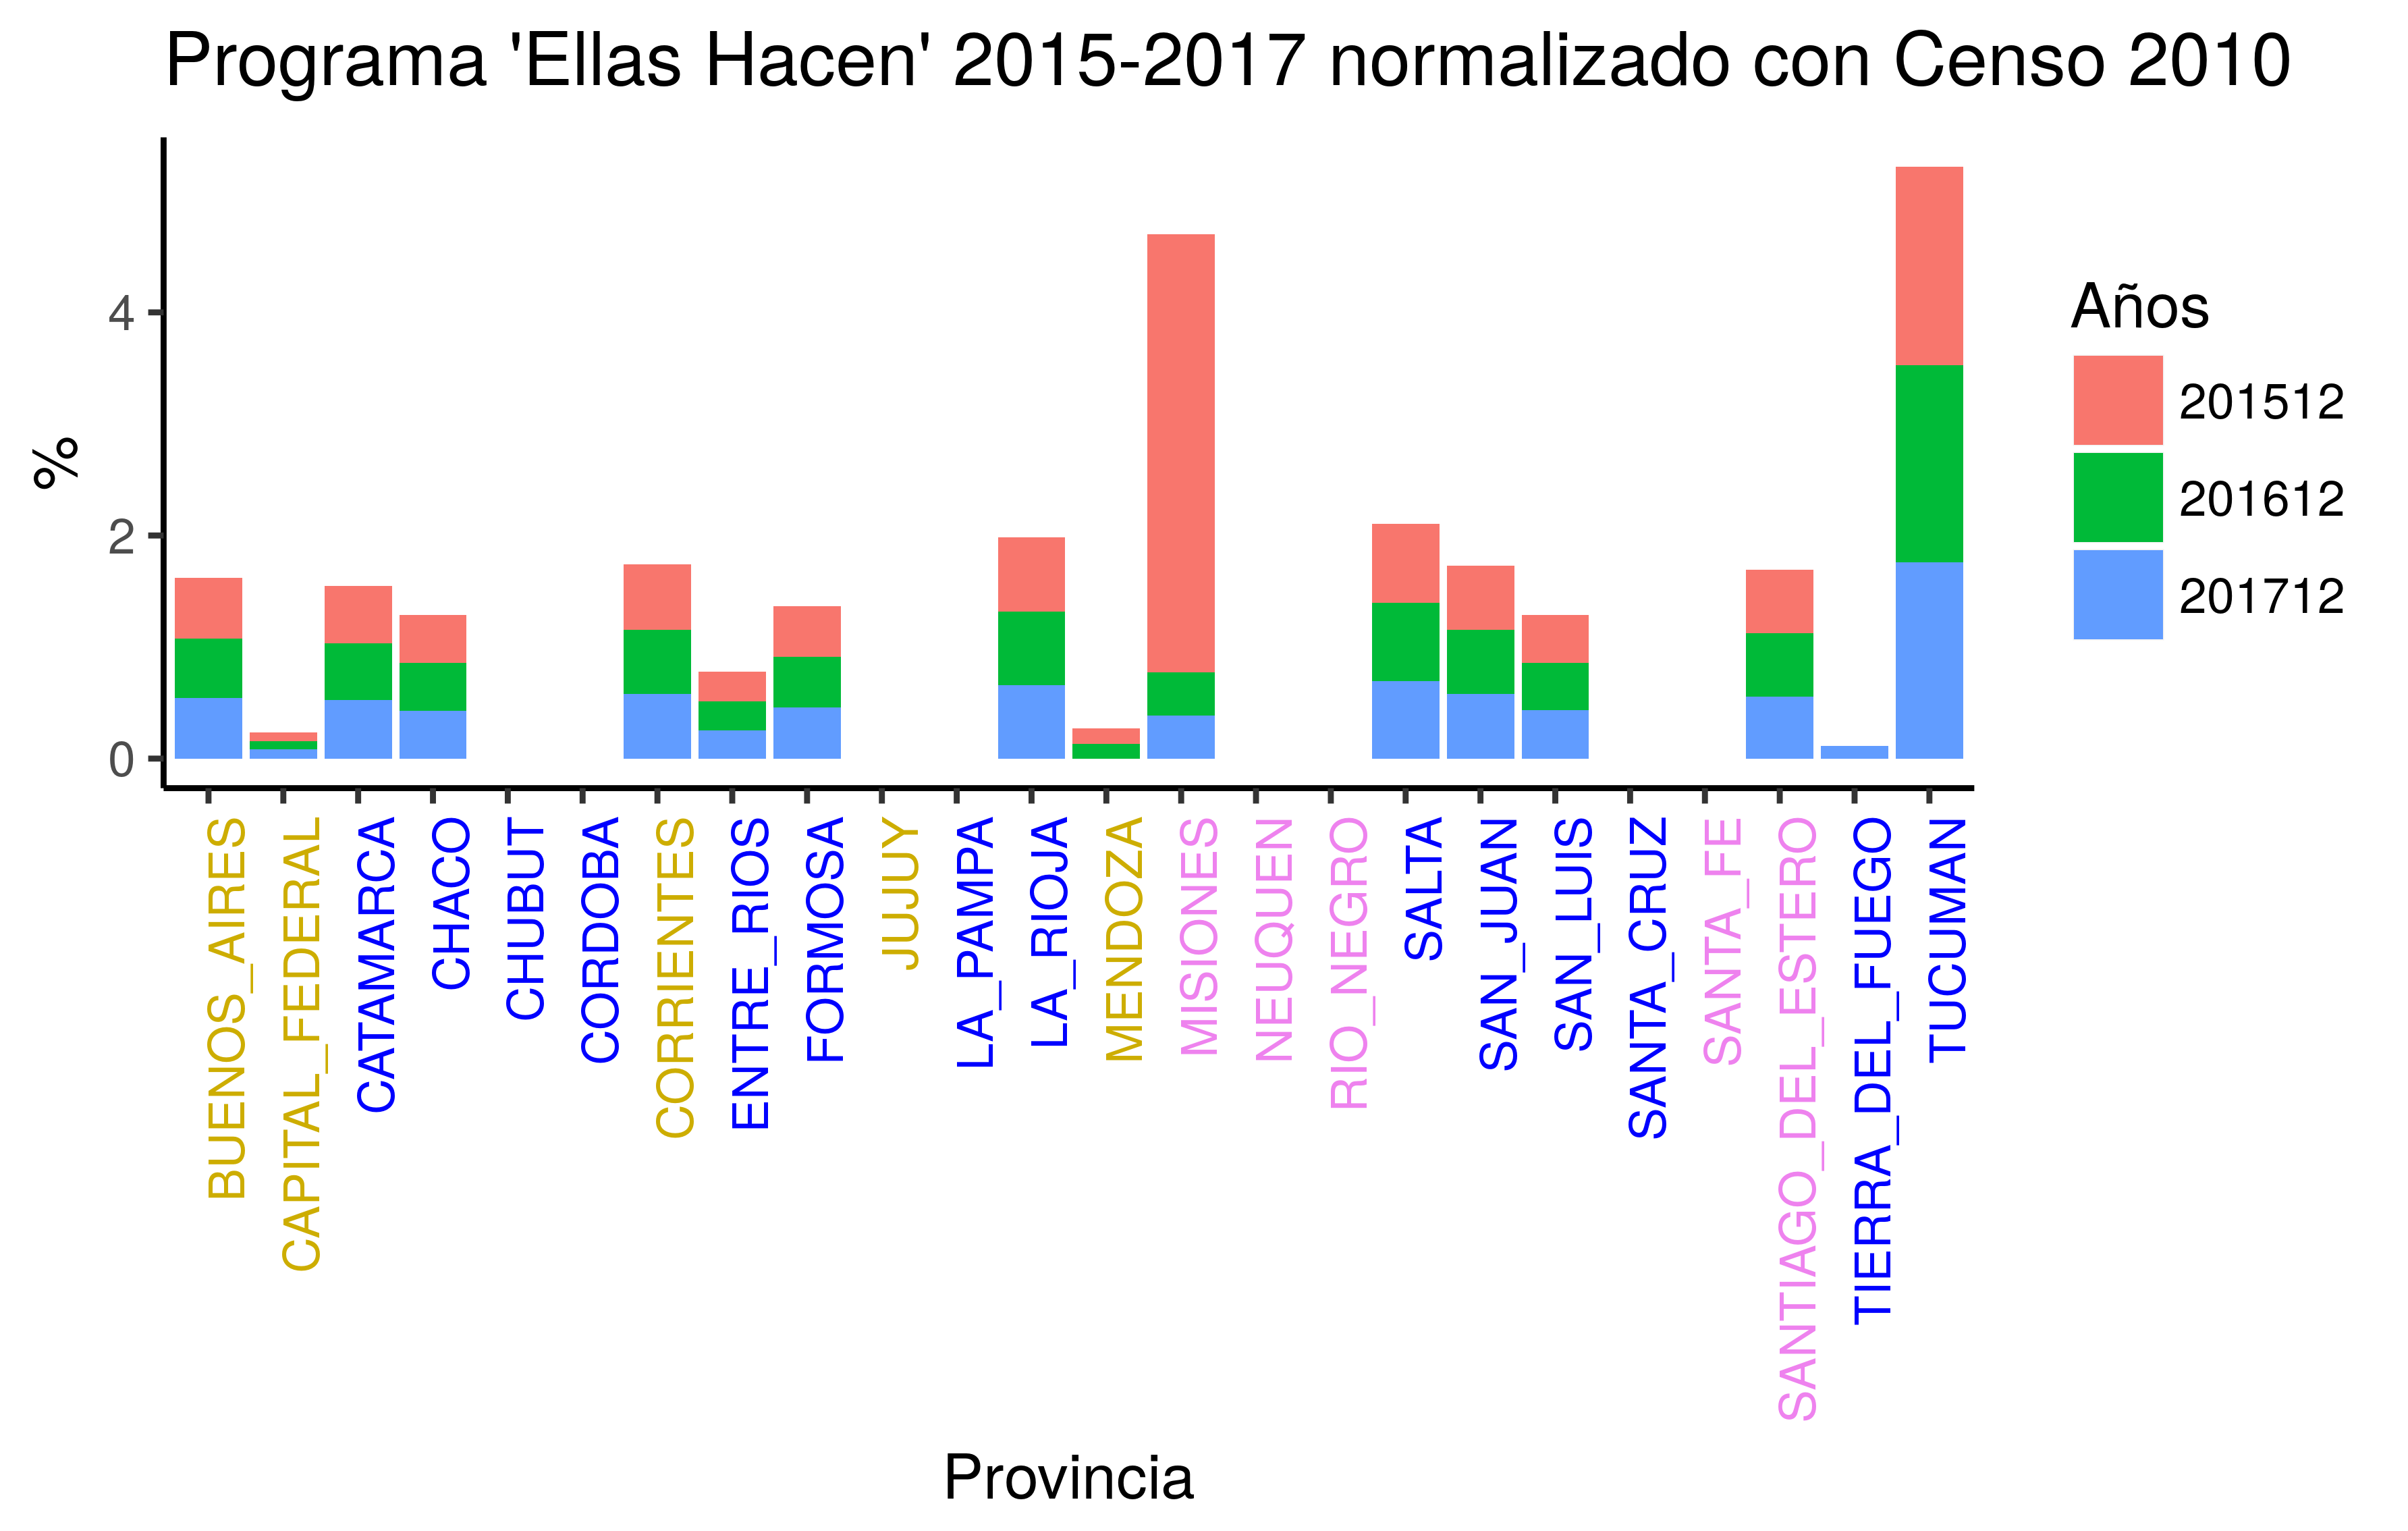 Programa 'Ellas Hacen' 2015-2017 normalizado con Censo 2010
%
4
2
0
BUENOS_AIRES
CAPITAL_FEDERAL
CATAMARCA
CHACO
CHUBUT
CORDOBA
CORRIENTES
ENTRE_RIOS
FORMOSA
JUJUY
LA_PAMPA
LA_RIOJA
MENDOZA
MISIONES
NEUQUEN
RIO_NEGRO
SALTA
SAN_JUAN
SAN_LUIS
SANTA_CRUZ
SANTA_FE
SANTIAGO_DEL_ESTERO
TIERRA_DEL_FUEGO
TUCUMAN
Provincia
Años
201512
201612
201712